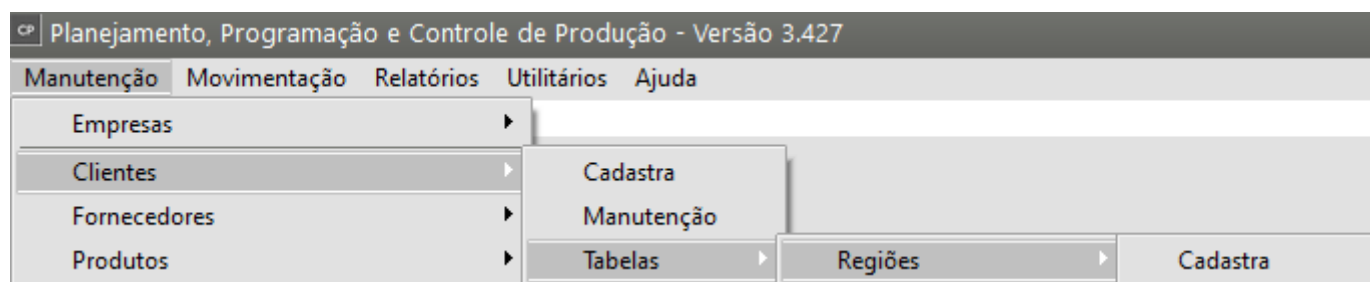 CP Planejamento, Programação e Controle de Produção - Versão 3.427
Manutenção Movimentação Relatórios Utilitários Ajuda
Empresas
Clientes Cadastra
Fornecedores Manutenção
Produtos Tabelas Regiões Cadastra